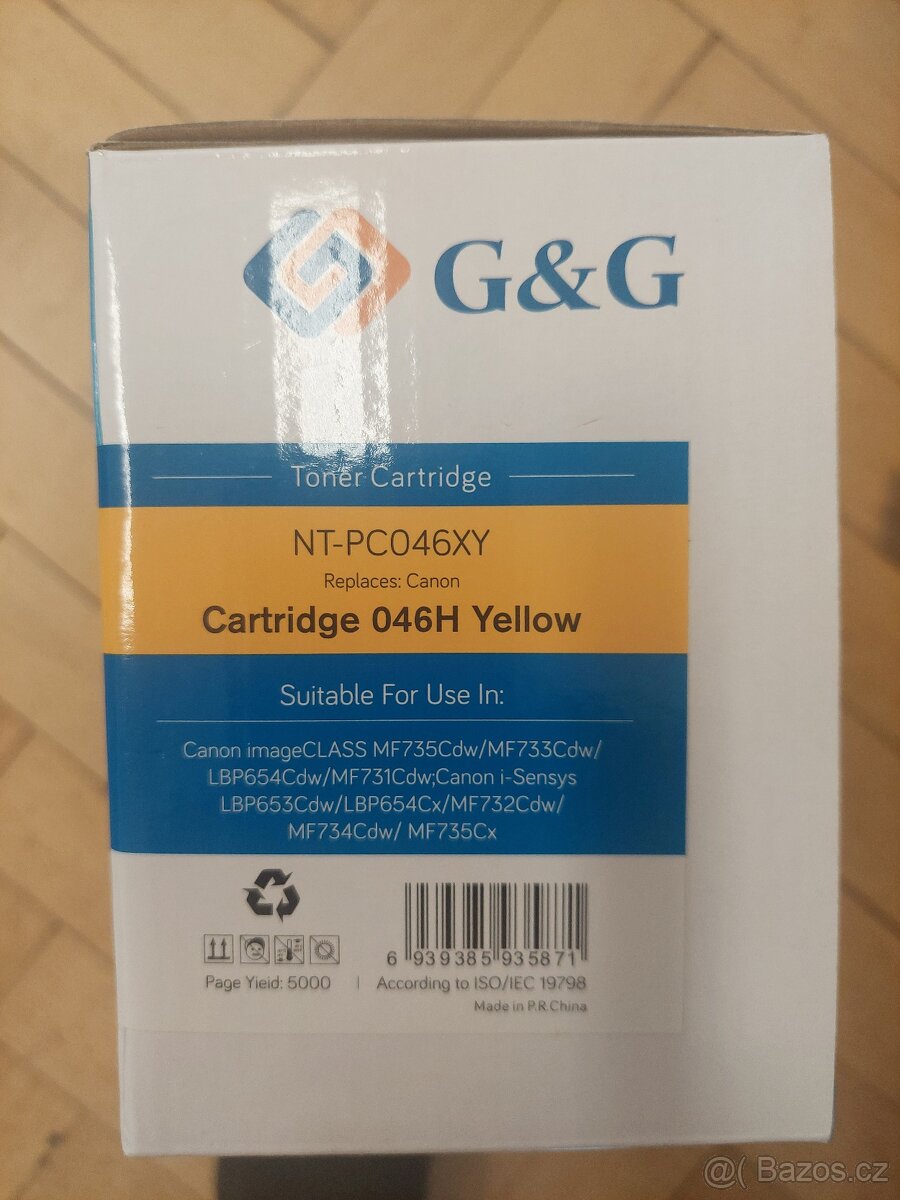 G&G
Toner Cartridge
NT-PC046XY
Replaces: Canon
Cartridge 046H Yellow
Suitable For Use In:
Canon imageCLASS MF735Cdw/MF733Cdw/
LBP654Cdw/MF731Cdw;Canon i-Sensys
LBP653Cdw/LBP654Cx/MF732Cdw/
MF734Cdw/ MF735Cx
6 939385 935871
Page Yieid: 5000 | According to ISO/IEC 19798
Made in P.R.China
@( Bazos.cz